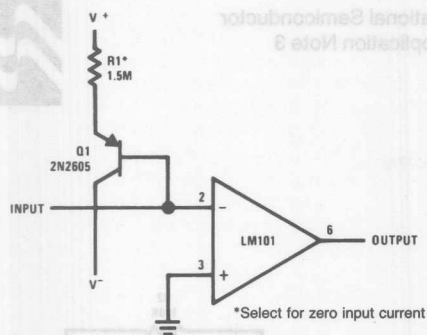 ational Semiconductor
pplication Note 3
V+
R1*
1.5M
Q1
2N2605
INPUT
2
−
LM101
6
OUTPUT
3
+
V−
*Select for zero input current